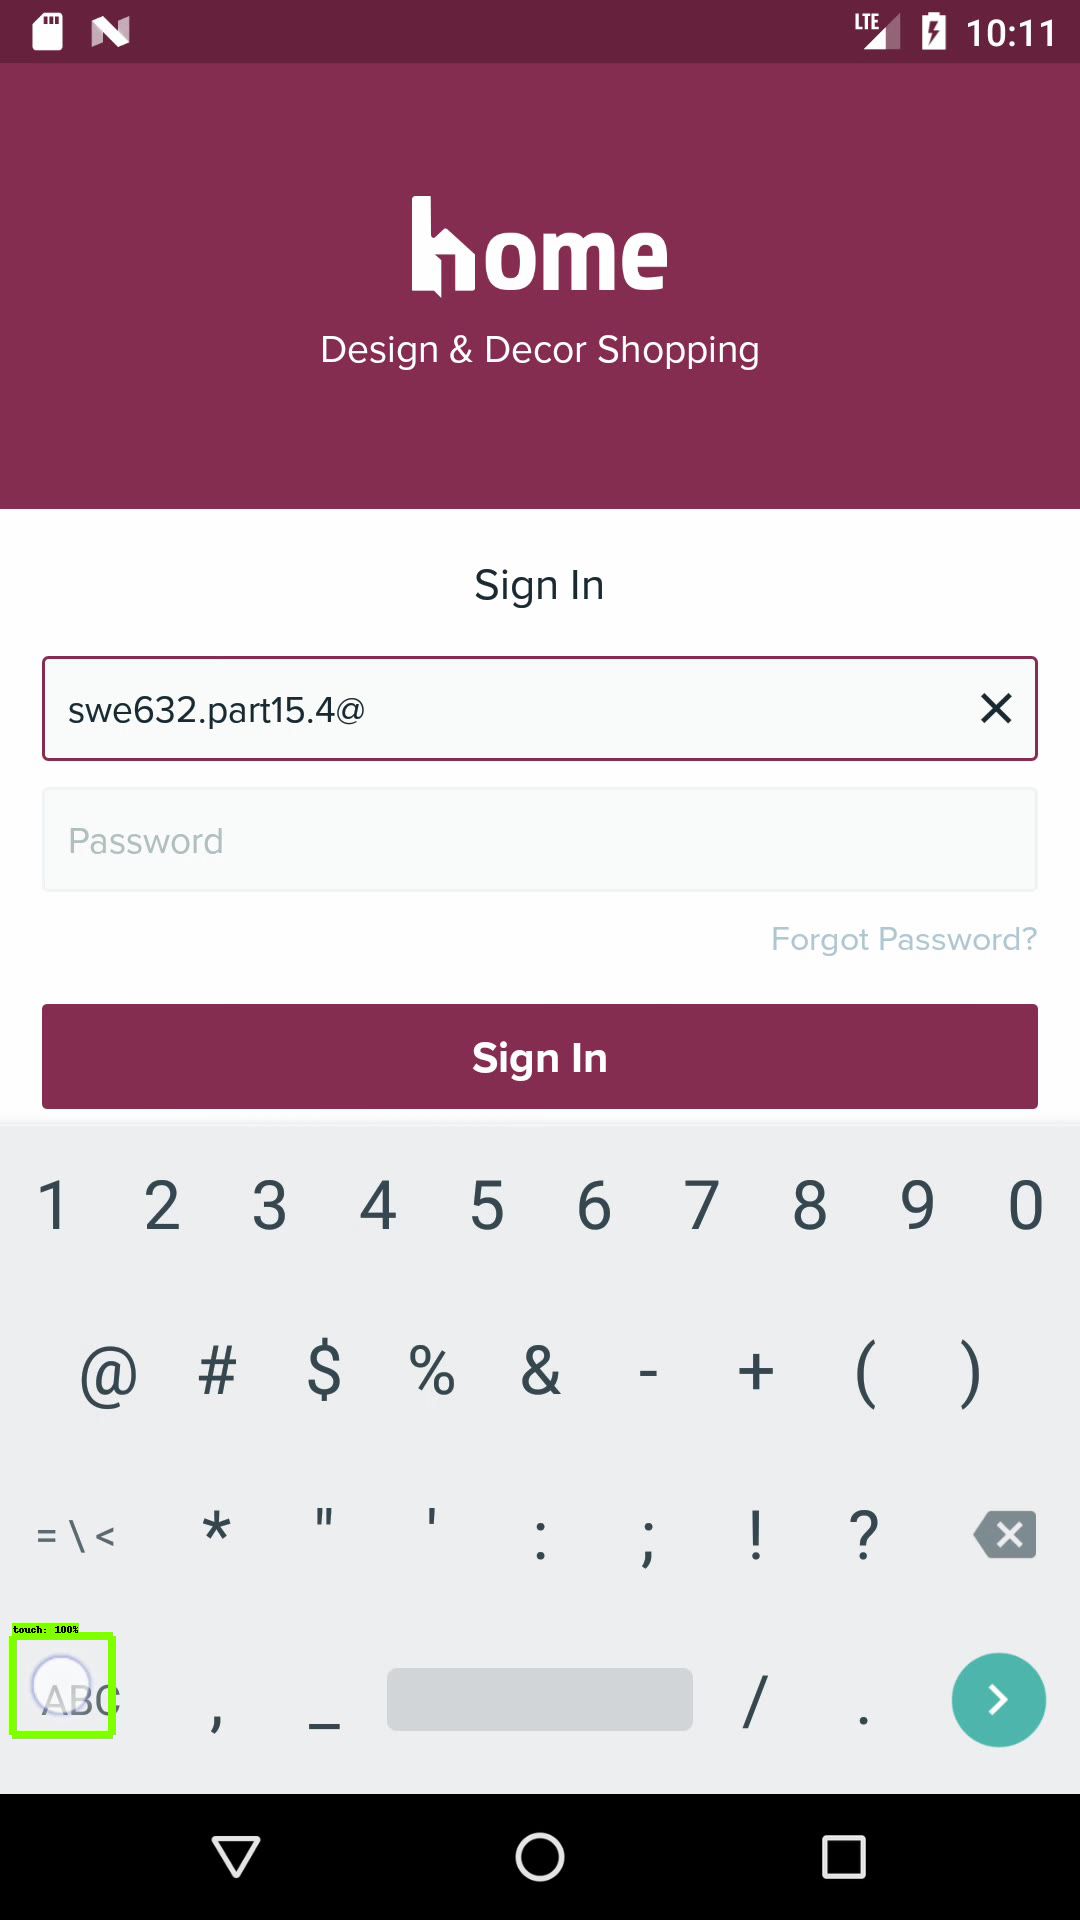 LTE 10:11
home
Design & Decor Shopping
Sign In
swe632.part15.4@
Password
Forgot Password?
Sign In
1 2 3 4 5 6 7 8 9 0
@ # $ % & - + ( )
= \ < * " ' : ; ! ?
touch: 100%
ABC , _ / .